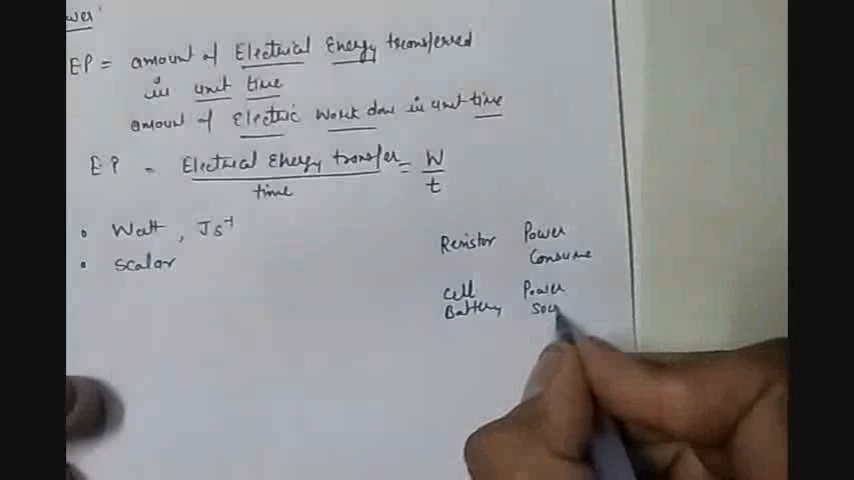 EP = amount of Electrical Energy transferred
in unit time
amount of Electric Work done in unit time
EP = Electrical Energy transfer / time = W / t
• Watt, JS⁻¹
• Scalar
Resistor Power
Consume
Cell Power
Battery Sou